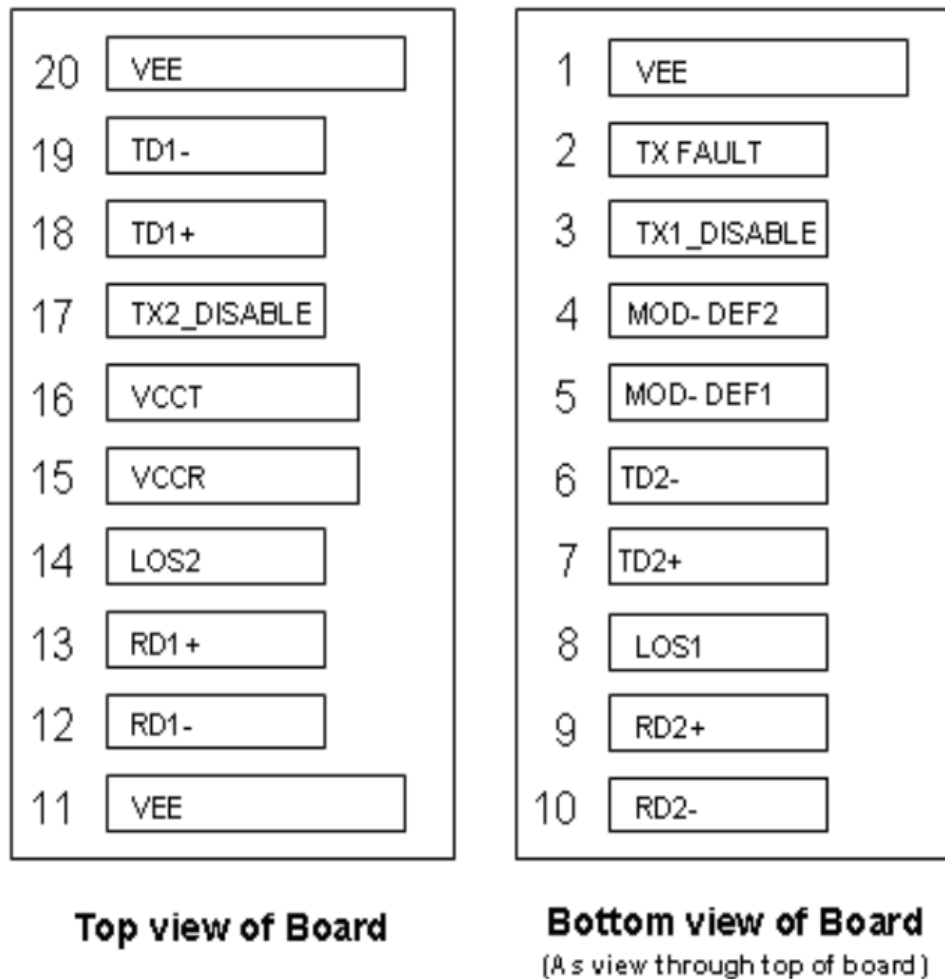 20 VEE
19 TD1-
18 TD1+
17 TX2_DISABLE
16 VCCT
15 VCCR
14 LOS2
13 RD1+
12 RD1-
11 VEE
Top view of Board
1 VEE
2 TX FAULT
3 TX1_DISABLE
4 MOD- DEF2
5 MOD- DEF1
6 TD2-
7 TD2+
8 LOS1
9 RD2+
10 RD2-
Bottom view of Board
(As view through top of board)